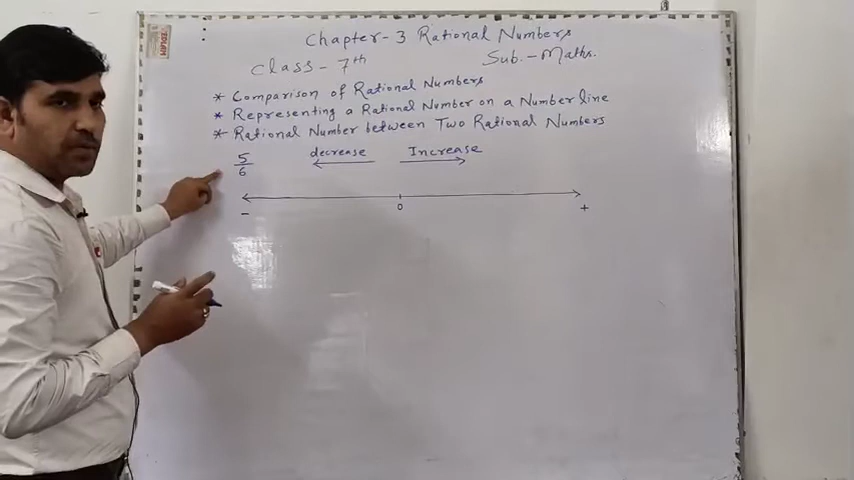 Chapter-3 Rational Numbers
Class-7th Sub.-Maths.
* Comparison of Rational Numbers
* Representing a Rational Number on a Number line
* Rational Number between Two Rational Numbers
5/6 decrease Increase
- 0 +